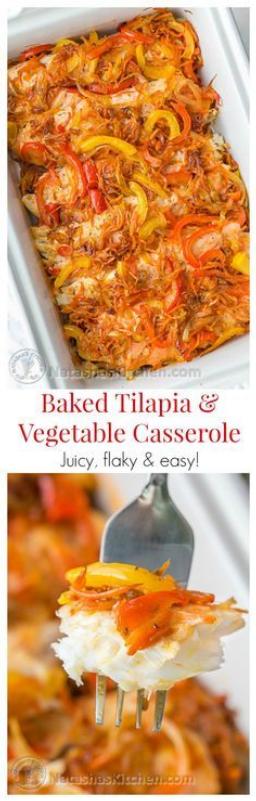 NatashasKitchen.com
Baked Tilapia &
Vegetable Casserole
Juicy, flaky & easy!
NatashasKitchen.com